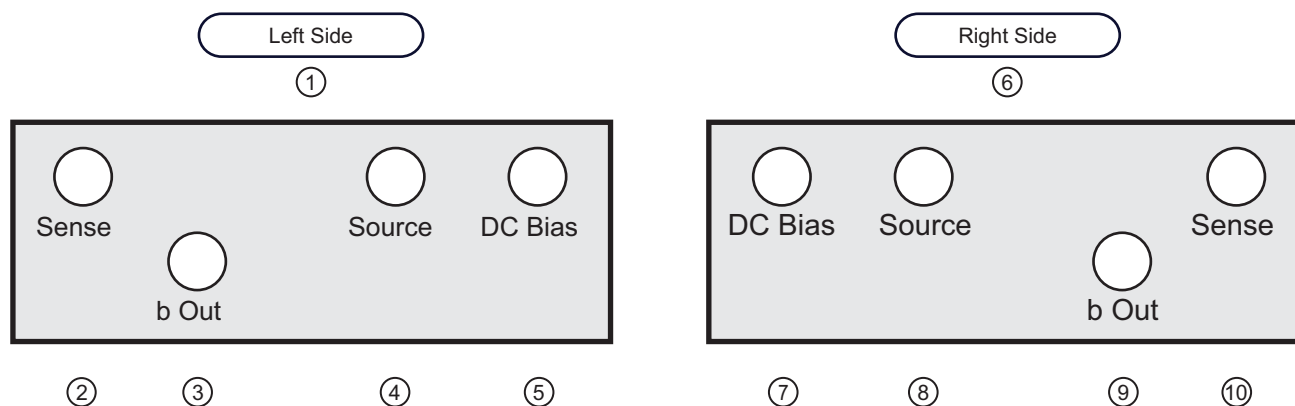 Left Side
①
Sense
Source
DC Bias
b Out
② ③ ④ ⑤
Right Side
⑥
DC Bias
Source
Sense
b Out
⑦ ⑧ ⑨ ⑩